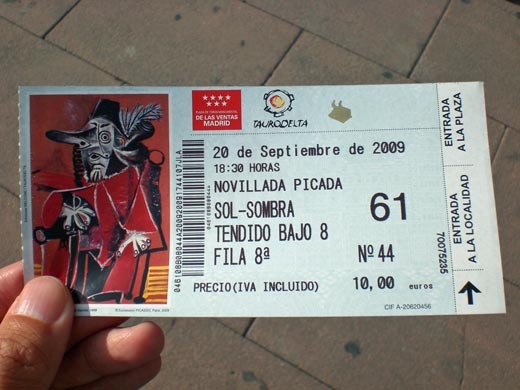 PLAZA DE TOROS MONUMENTAL
DE LAS VENTAS
MADRID
TAURODELTA
20 de Septiembre de 2009
18:30 HORAS
NOVILLADA PICADA
SOL-SOMBRA
61
TENDIDO BAJO 8
FILA 8ª
Nº 44
PRECIO(IVA INCLUIDO)
10,00 euros
CIF A-20620456
70075235
ENTRADA
A LA PLAZA
ENTRADA
A LA LOCALIDAD